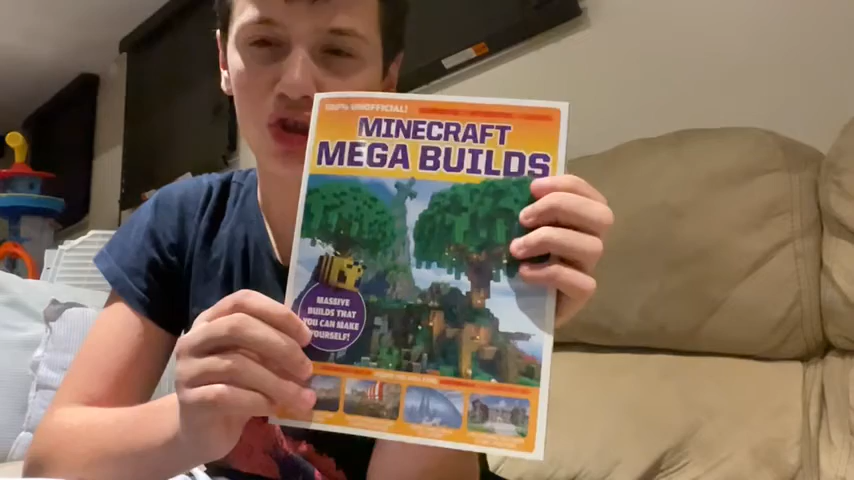 100% UNOFFICIAL!
MINECRAFT
MEGA BUILDS
MASSIVE
BUILDS THAT
YOU CAN MAKE
YOURSELF!